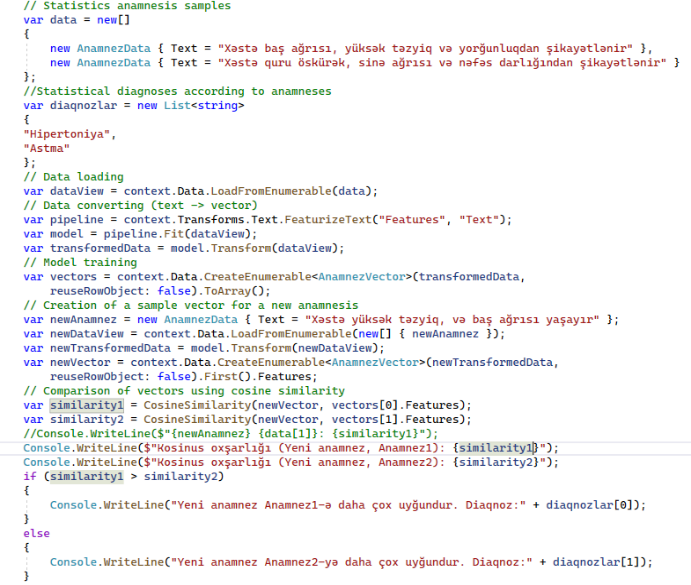 // Statistics anamnesis samples
var data = new[]
{
    new AnamnezData { Text = "Xəstə baş ağrısı, yüksək təzyiq və yorğunluqdan şikayətlənir" },
    new AnamnezData { Text = "Xəstə quru öskürək, sinə ağrısı və nəfəs darlığından şikayətlənir" }
};
//Statistical diagnoses according to anamneses
var diaqnozlar = new List<string>
{
"Hipertoniya",
"Astma"
};
// Data loading
var dataView = context.Data.LoadFromEnumerable(data);
// Data converting (text -> vector)
var pipeline = context.Transforms.Text.FeaturizeText("Features", "Text");
var model = pipeline.Fit(dataView);
var transformedData = model.Transform(dataView);
// Model training
var vectors = context.Data.CreateEnumerable<AnamnezVector>(transformedData,
    reuseRowObject: false).ToArray();
// Creation of a sample vector for a new anamnesis
var newAnamnez = new AnamnezData { Text = "Xəstə yüksək təzyiq, və baş ağrısı yaşayır" };
var newDataView = context.Data.LoadFromEnumerable(new[] { newAnamnez });
var newTransformedData = model.Transform(newDataView);
var newVector = context.Data.CreateEnumerable<AnamnezVector>(newTransformedData,
    reuseRowObject: false).First().Features;
// Comparison of vectors using cosine similarity
var similarity1 = CosineSimilarity(newVector, vectors[0].Features);
var similarity2 = CosineSimilarity(newVector, vectors[1].Features);
//Console.WriteLine($"{newAnamnez} {data[1]}: {similarity1}");
Console.WriteLine($"Kosinus oxşarlığı (Yeni anamnez, Anamnez1): {similarity1}");
Console.WriteLine($"Kosinus oxşarlığı (Yeni anamnez, Anamnez2): {similarity2}");
if (similarity1 > similarity2)
{
    Console.WriteLine("Yeni anamnez Anamnez1-ə daha çox uyğundur. Diaqnoz:" + diaqnozlar[0]);
}
else
{
    Console.WriteLine("Yeni anamnez Anamnez2-yə daha çox uyğundur. Diaqnoz:" + diaqnozlar[1]);
}